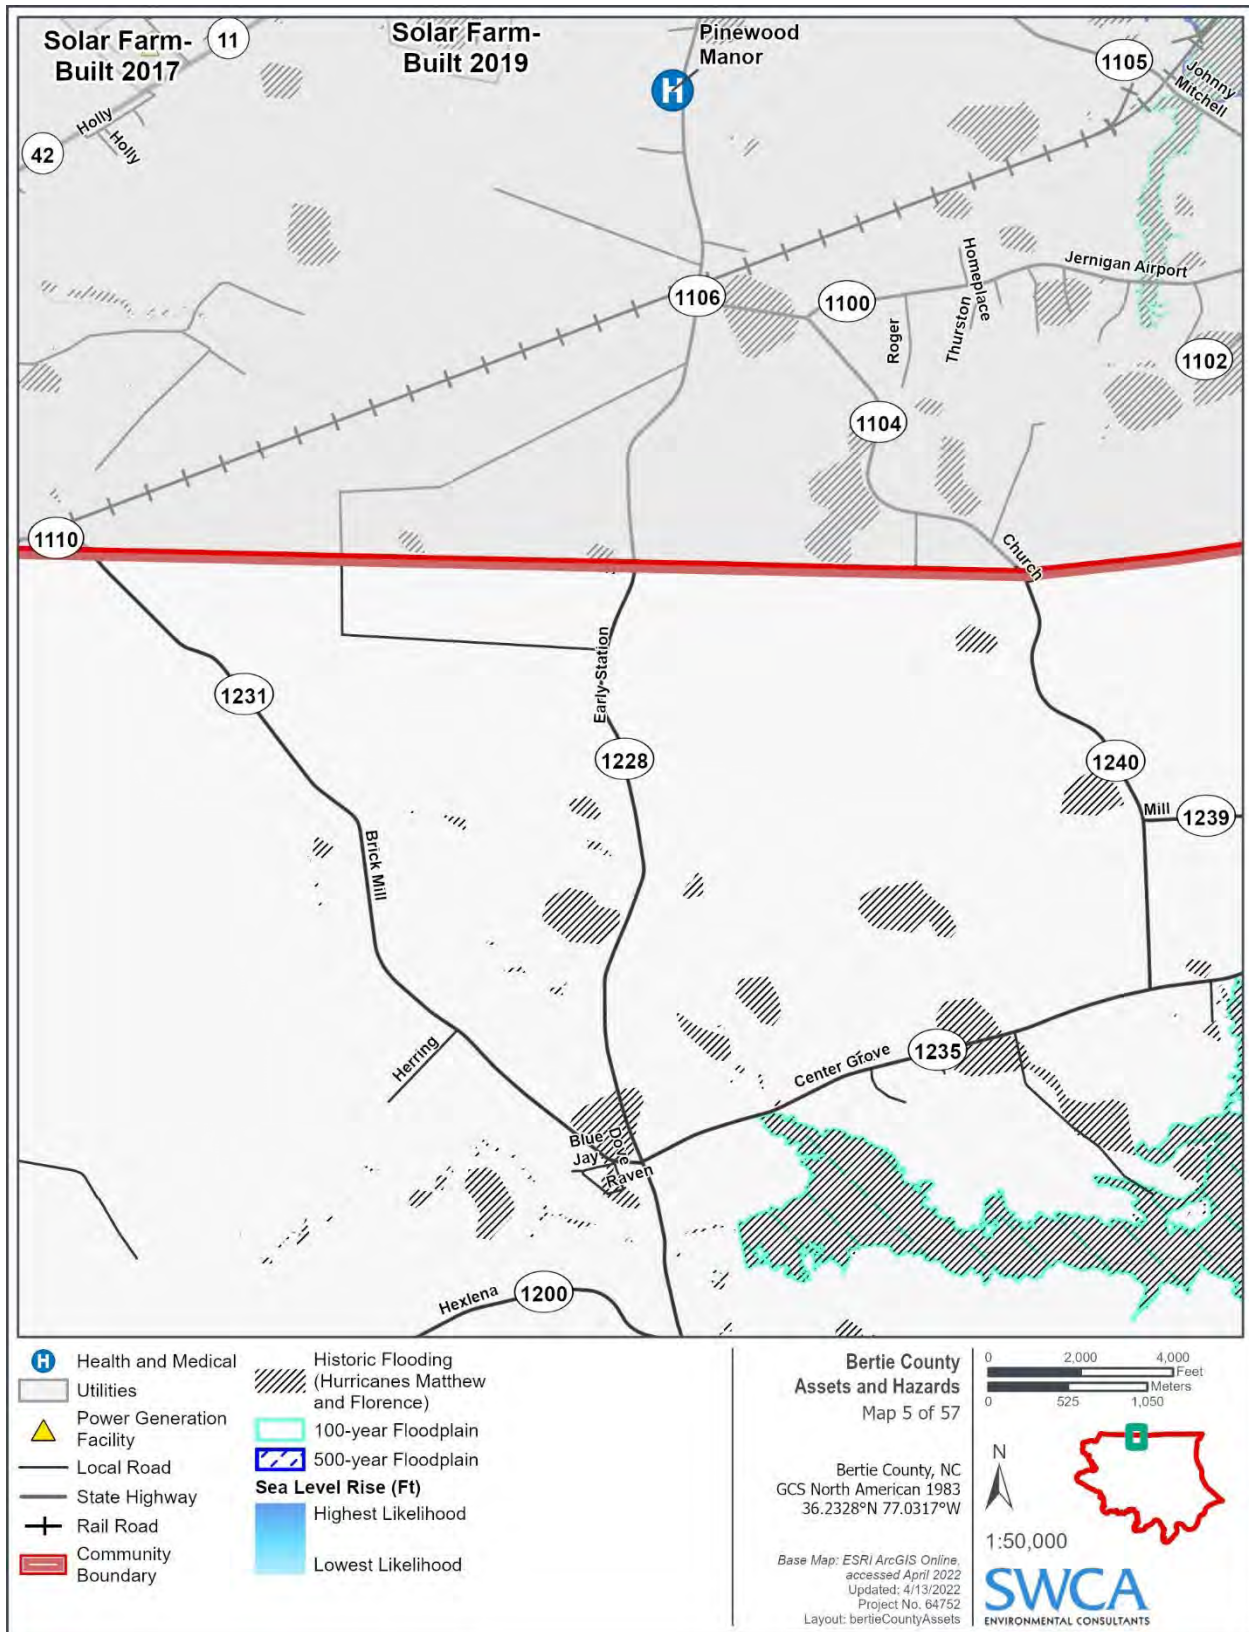 Solar Farm-
Built 2017
11
Solar Farm-
Built 2019
Pinewood
Manor
H
1105
Johnny
Mitchell
42
Holly
Holly
1106
1100
Homeplace
Jernigan Airport
Roger
Thurston
1102
1104
1110
Church
1231
Early-Station
1228
1240
Mill
1239
Brick Mill
Herring
Center Grove
1235
Blue
Jay
Dove
Raven
Hexlena
1200
H Health and Medical
Utilities
Power Generation
Facility
Local Road
State Highway
Rail Road
Community
Boundary
Historic Flooding
(Hurricanes Matthew
and Florence)
100-year Floodplain
500-year Floodplain
Sea Level Rise (Ft)
Highest Likelihood
Lowest Likelihood
Bertie County
Assets and Hazards
Map 5 of 57
Bertie County, NC
GCS North American 1983
36.2328°N 77.0317°W
Base Map: ESRI ArcGIS Online,
accessed April 2022
Updated: 4/13/2022
Project No. 64752
Layout: bertieCountyAssets
0 2,000 4,000
Feet
Meters
0 525 1,050
N
1:50,000
SWCA
ENVIRONMENTAL CONSULTANTS